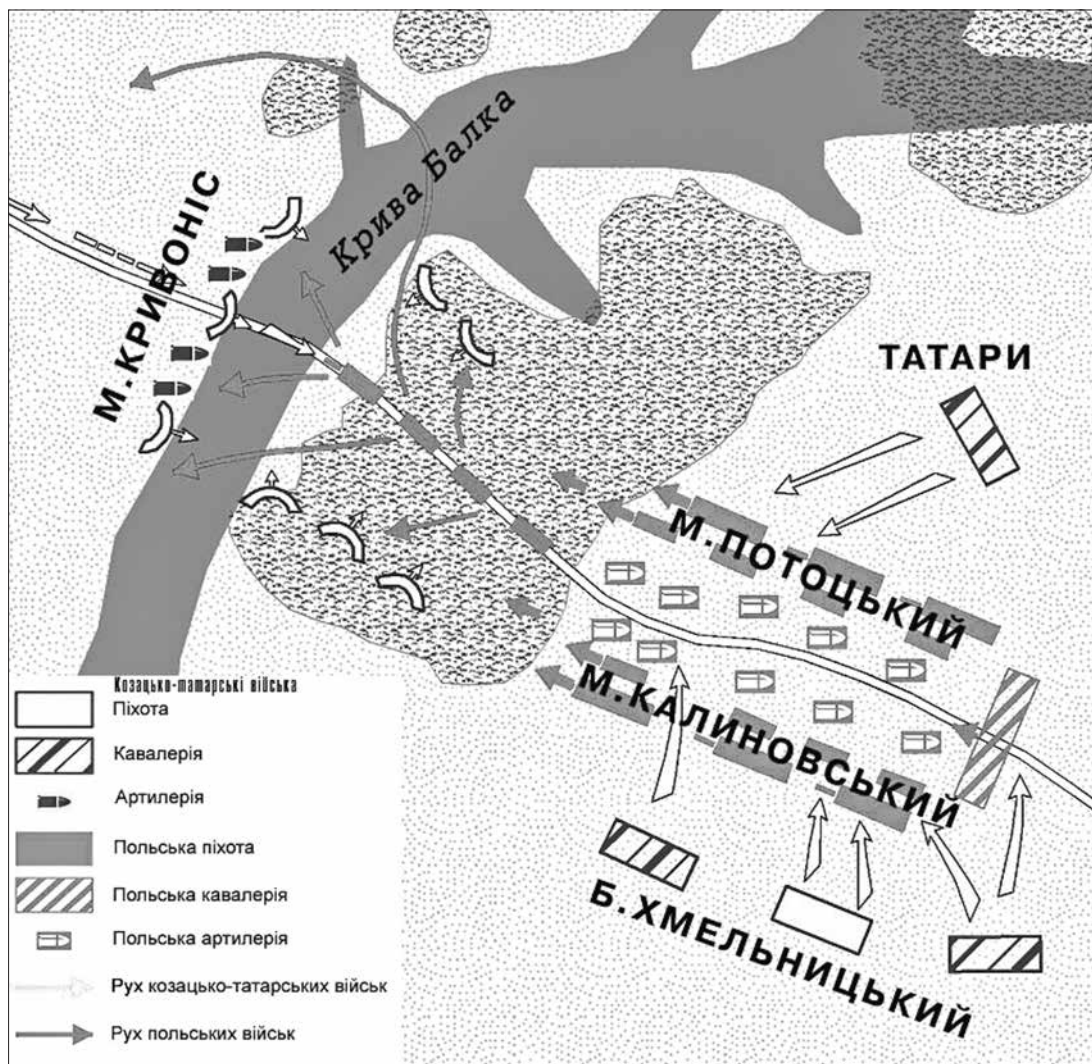 Крива Балка
М.КРИВОНІС
ТАТАРИ
М.ПОТОЦЬКИЙ
М.КАЛИНОВСЬКИЙ
Б.ХМЕЛЬНИЦЬКИЙ
Козацько-татарські війська
Піхота
Кавалерія
Артилерія
Польська піхота
Польська кавалерія
Польська артилерія
Рух козацько-татарських військ
Рух польських військ